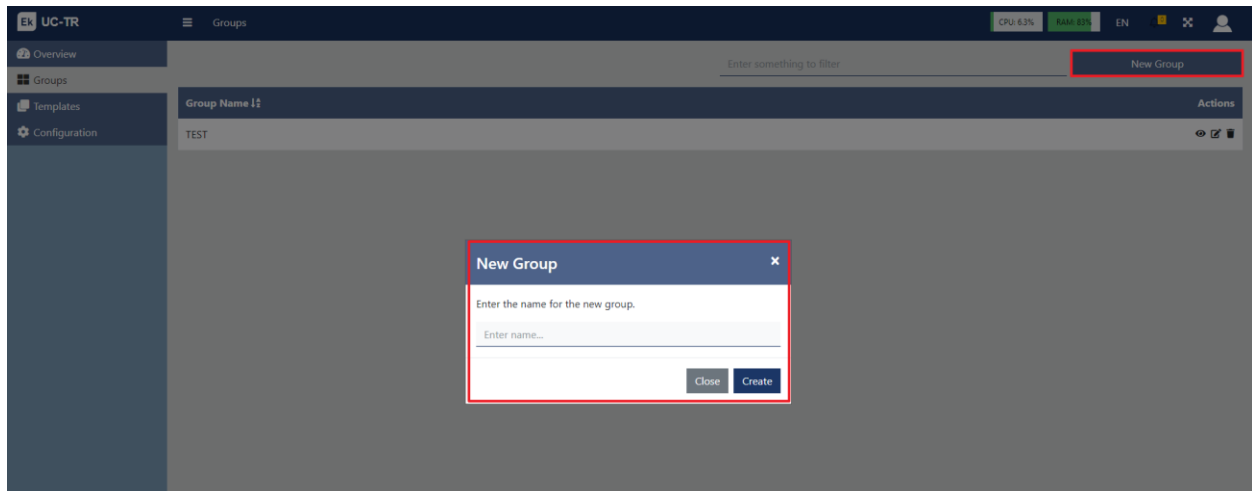 Ek UC-TR
Groups
CPU: 6.3%
RAM: 83%
EN
Overview
Groups
Templates
Configuration
Enter something to filter
New Group
Group Name
Actions
TEST
New Group
Enter the name for the new group.
Enter name...
Close
Create